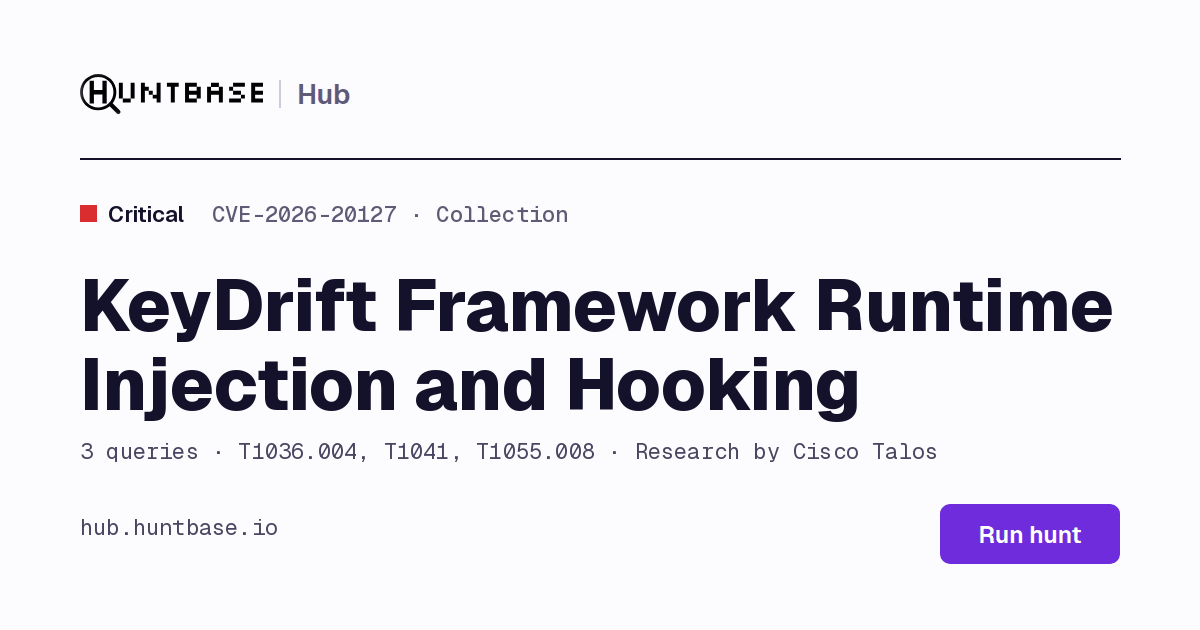 HUNTBASE Hub
Critical CVE-2026-20127 · Collection
KeyDrift Framework Runtime
Injection and Hooking
3 queries · T1036.004, T1041, T1055.008 · Research by Cisco Talos
hub.huntbase.io
Run hunt